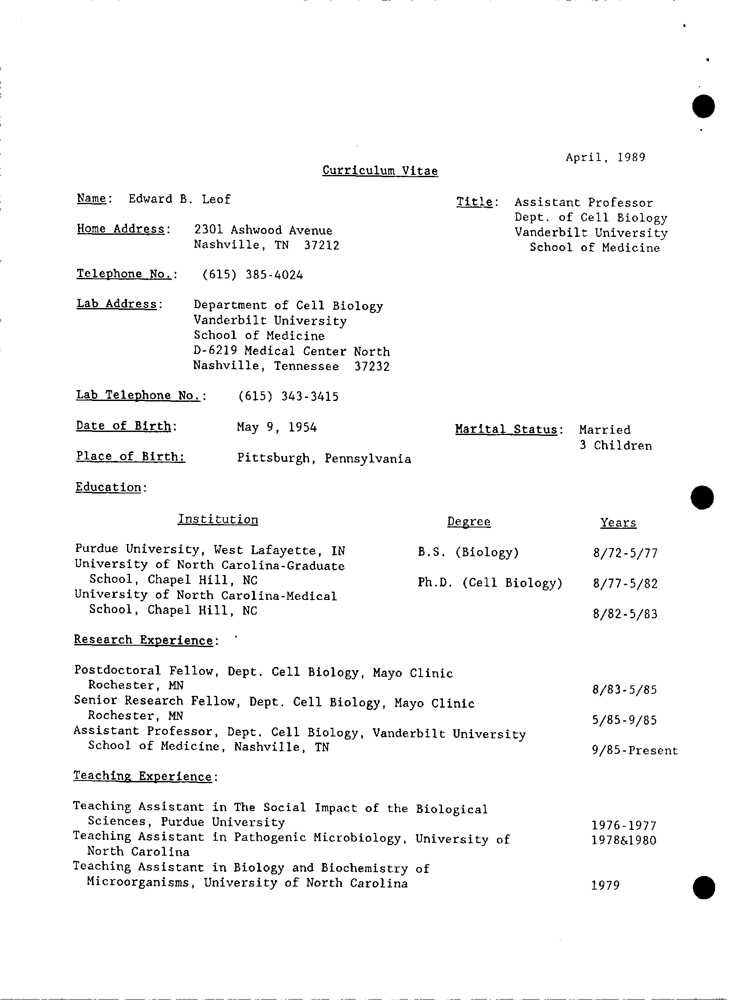 April, 1989
Curriculum Vitae
Name: Edward B. Leof
Title: Assistant Professor
Dept. of Cell Biology
Vanderbilt University
School of Medicine
Home Address: 2301 Ashwood Avenue
Nashville, TN 37212
Telephone No.: (615) 385-4024
Lab Address: Department of Cell Biology
Vanderbilt University
School of Medicine
D-6219 Medical Center North
Nashville, Tennessee 37232
Lab Telephone No.: (615) 343-3415
Date of Birth: May 9, 1954
Marital Status: Married
3 Children
Place of Birth: Pittsburgh, Pennsylvania
Education:
Institution Degree Years
Purdue University, West Lafayette, IN B.S. (Biology) 8/72-5/77
University of North Carolina-Graduate
School, Chapel Hill, NC Ph.D. (Cell Biology) 8/77-5/82
University of North Carolina-Medical
School, Chapel Hill, NC 8/82-5/83
Research Experience:
Postdoctoral Fellow, Dept. Cell Biology, Mayo Clinic
Rochester, MN 8/83-5/85
Senior Research Fellow, Dept. Cell Biology, Mayo Clinic
Rochester, MN 5/85-9/85
Assistant Professor, Dept. Cell Biology, Vanderbilt University
School of Medicine, Nashville, TN 9/85-Present
Teaching Experience:
Teaching Assistant in The Social Impact of the Biological
Sciences, Purdue University 1976-1977
Teaching Assistant in Pathogenic Microbiology, University of 1978&1980
North Carolina
Teaching Assistant in Biology and Biochemistry of
Microorganisms, University of North Carolina 1979